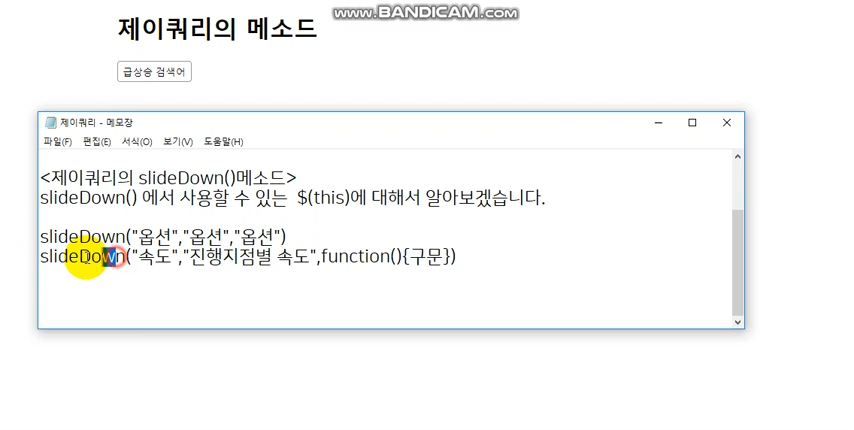 www.BANDICAM.com
제이쿼리의 메소드
급상승 검색어
제이쿼리 - 메모장
파일(F) 편집(E) 서식(O) 보기(V) 도움말(H)
<제이쿼리의 slideDown()메소드>
slideDown() 에서 사용할 수 있는 $(this)에 대해서 알아보겠습니다.
slideDown("옵션","옵션","옵션")
slideDown("속도","진행지점별 속도",function(){구문})